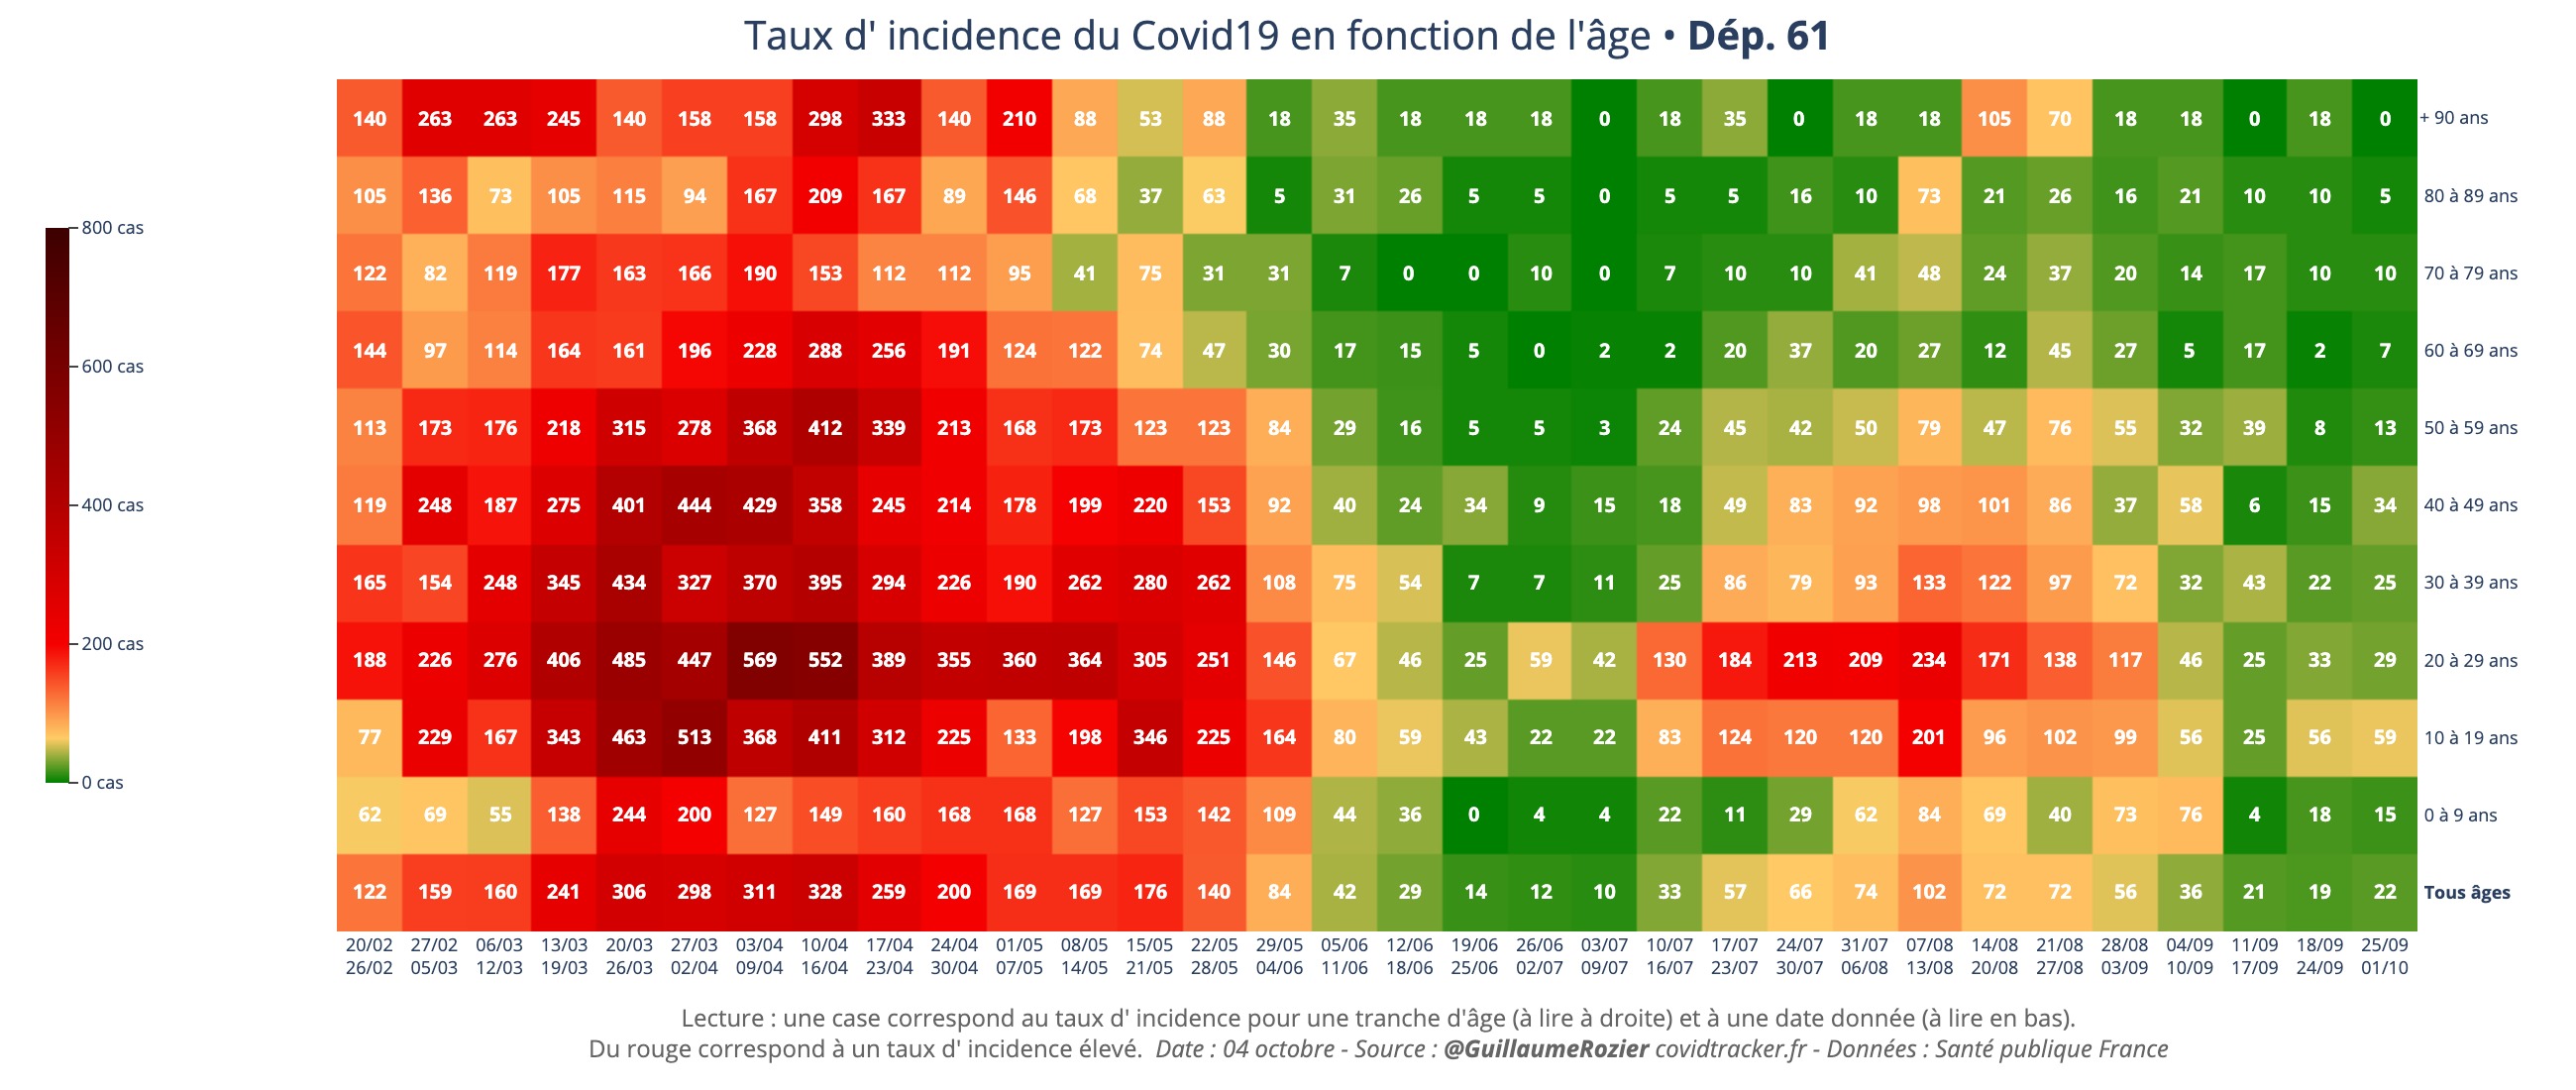 Taux d' incidence du Covid19 en fonction de l'âge • Dép. 61
140 263 263 245 140 158 158 298 333 140 210 88 53 88 18 35 18 18 18 0 18 35 0 18 18 105 70 18 18 0 18 0 + 90 ans
105 136 73 105 115 94 167 209 167 89 146 68 37 63 5 31 26 5 5 0 5 5 16 10 73 21 26 16 21 10 10 5 80 à 89 ans
800 cas
122 82 119 177 163 166 190 153 112 112 95 41 75 31 31 7 0 0 10 0 7 10 10 41 48 24 37 20 14 17 10 10 70 à 79 ans
144 97 114 164 161 196 228 288 256 191 124 122 74 47 30 17 15 5 0 2 2 20 37 20 27 12 45 27 5 17 2 7 60 à 69 ans
600 cas
113 173 176 218 315 278 368 412 339 213 168 173 123 123 84 29 16 5 5 3 24 45 42 50 79 47 76 55 32 39 8 13 50 à 59 ans
400 cas
119 248 187 275 401 444 429 358 245 214 178 199 220 153 92 40 24 34 9 15 18 49 83 92 98 101 86 37 58 6 15 34 40 à 49 ans
165 154 248 345 434 327 370 395 294 226 190 262 280 262 108 75 54 7 7 11 25 86 79 93 133 122 97 72 32 43 22 25 30 à 39 ans
200 cas
188 226 276 406 485 447 569 552 389 355 360 364 305 251 146 67 46 25 59 42 130 184 213 209 234 171 138 117 46 25 33 29 20 à 29 ans
77 229 167 343 463 513 368 411 312 225 133 198 346 225 164 80 59 43 22 22 83 124 120 120 201 96 102 99 56 25 56 59 10 à 19 ans
0 cas
62 69 55 138 244 200 127 149 160 168 168 127 153 142 109 44 36 0 4 4 22 11 29 62 84 69 40 73 76 4 18 15 0 à 9 ans
122 159 160 241 306 298 311 328 259 200 169 169 176 140 84 42 29 14 12 10 33 57 66 74 102 72 72 56 36 21 19 22 Tous âges
20/02 27/02 06/03 13/03 20/03 27/03 03/04 10/04 17/04 24/04 01/05 08/05 15/05 22/05 29/05 05/06 12/06 19/06 26/06 03/07 10/07 17/07 24/07 31/07 07/08 14/08 21/08 28/08 04/09 11/09 18/09 25/09
26/02 05/03 12/03 19/03 26/03 02/04 09/04 16/04 23/04 30/04 07/05 14/05 21/05 28/05 04/06 11/06 18/06 25/06 02/07 09/07 16/07 23/07 30/07 06/08 13/08 20/08 27/08 03/09 10/09 17/09 24/09 01/10
Lecture : une case correspond au taux d' incidence pour une tranche d'âge (à lire à droite) et à une date donnée (à lire en bas).
Du rouge correspond à un taux d' incidence élevé. Date : 04 octobre - Source : @GuillaumeRozier covidtracker.fr - Données : Santé publique France